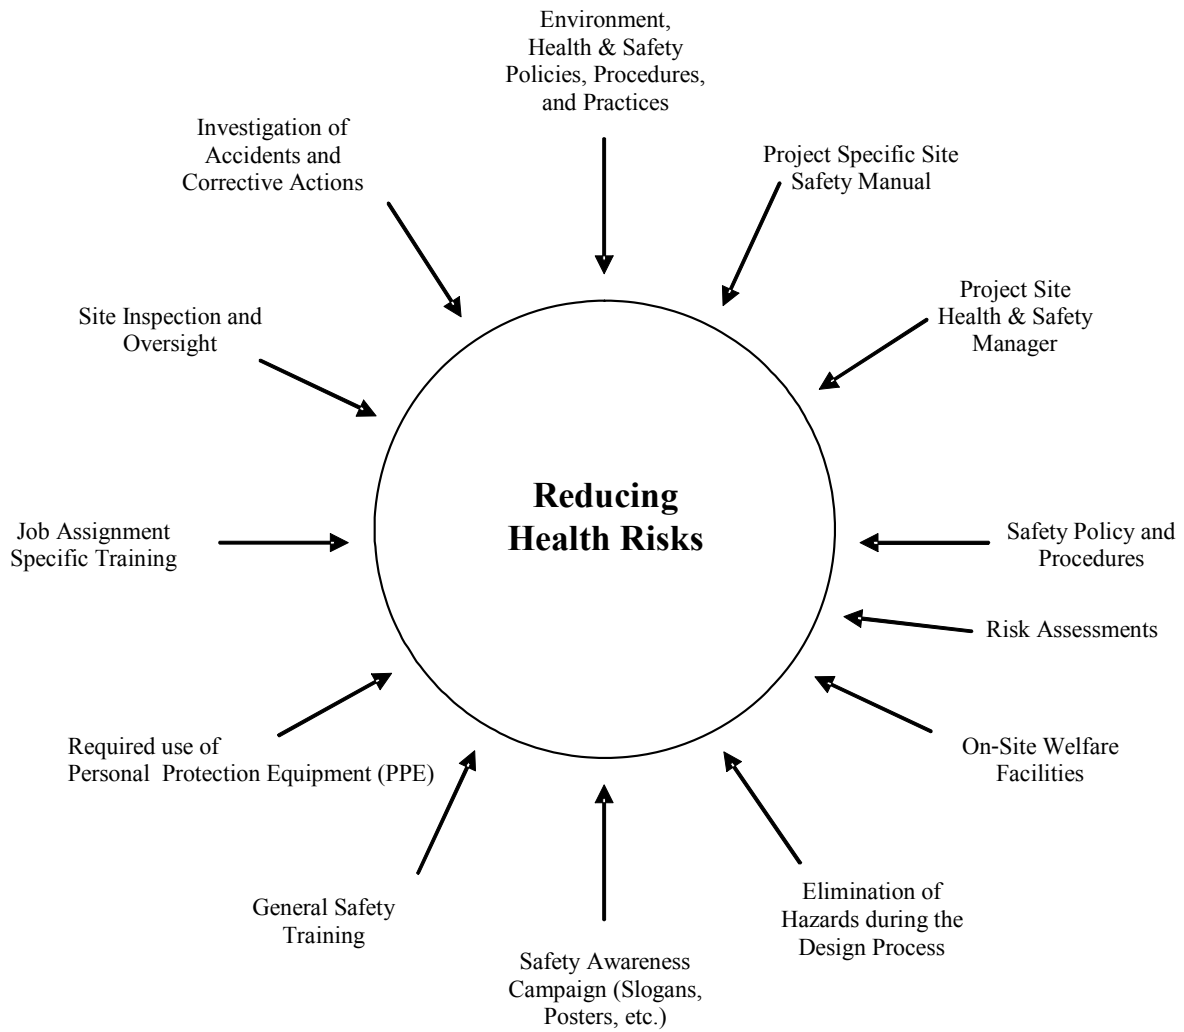 Environment,
Health & Safety
Policies, Procedures,
and Practices
Project Specific Site
Safety Manual
Project Site
Health & Safety
Manager
Safety Policy and
Procedures
Risk Assessments
On-Site Welfare
Facilities
Elimination of
Hazards during the
Design Process
Safety Awareness
Campaign (Slogans,
Posters, etc.)
General Safety
Training
Required use of
Personal  Protection Equipment (PPE)
Job Assignment
Specific Training
Site Inspection and
Oversight
Investigation of
Accidents and
Corrective Actions
Reducing
Health Risks